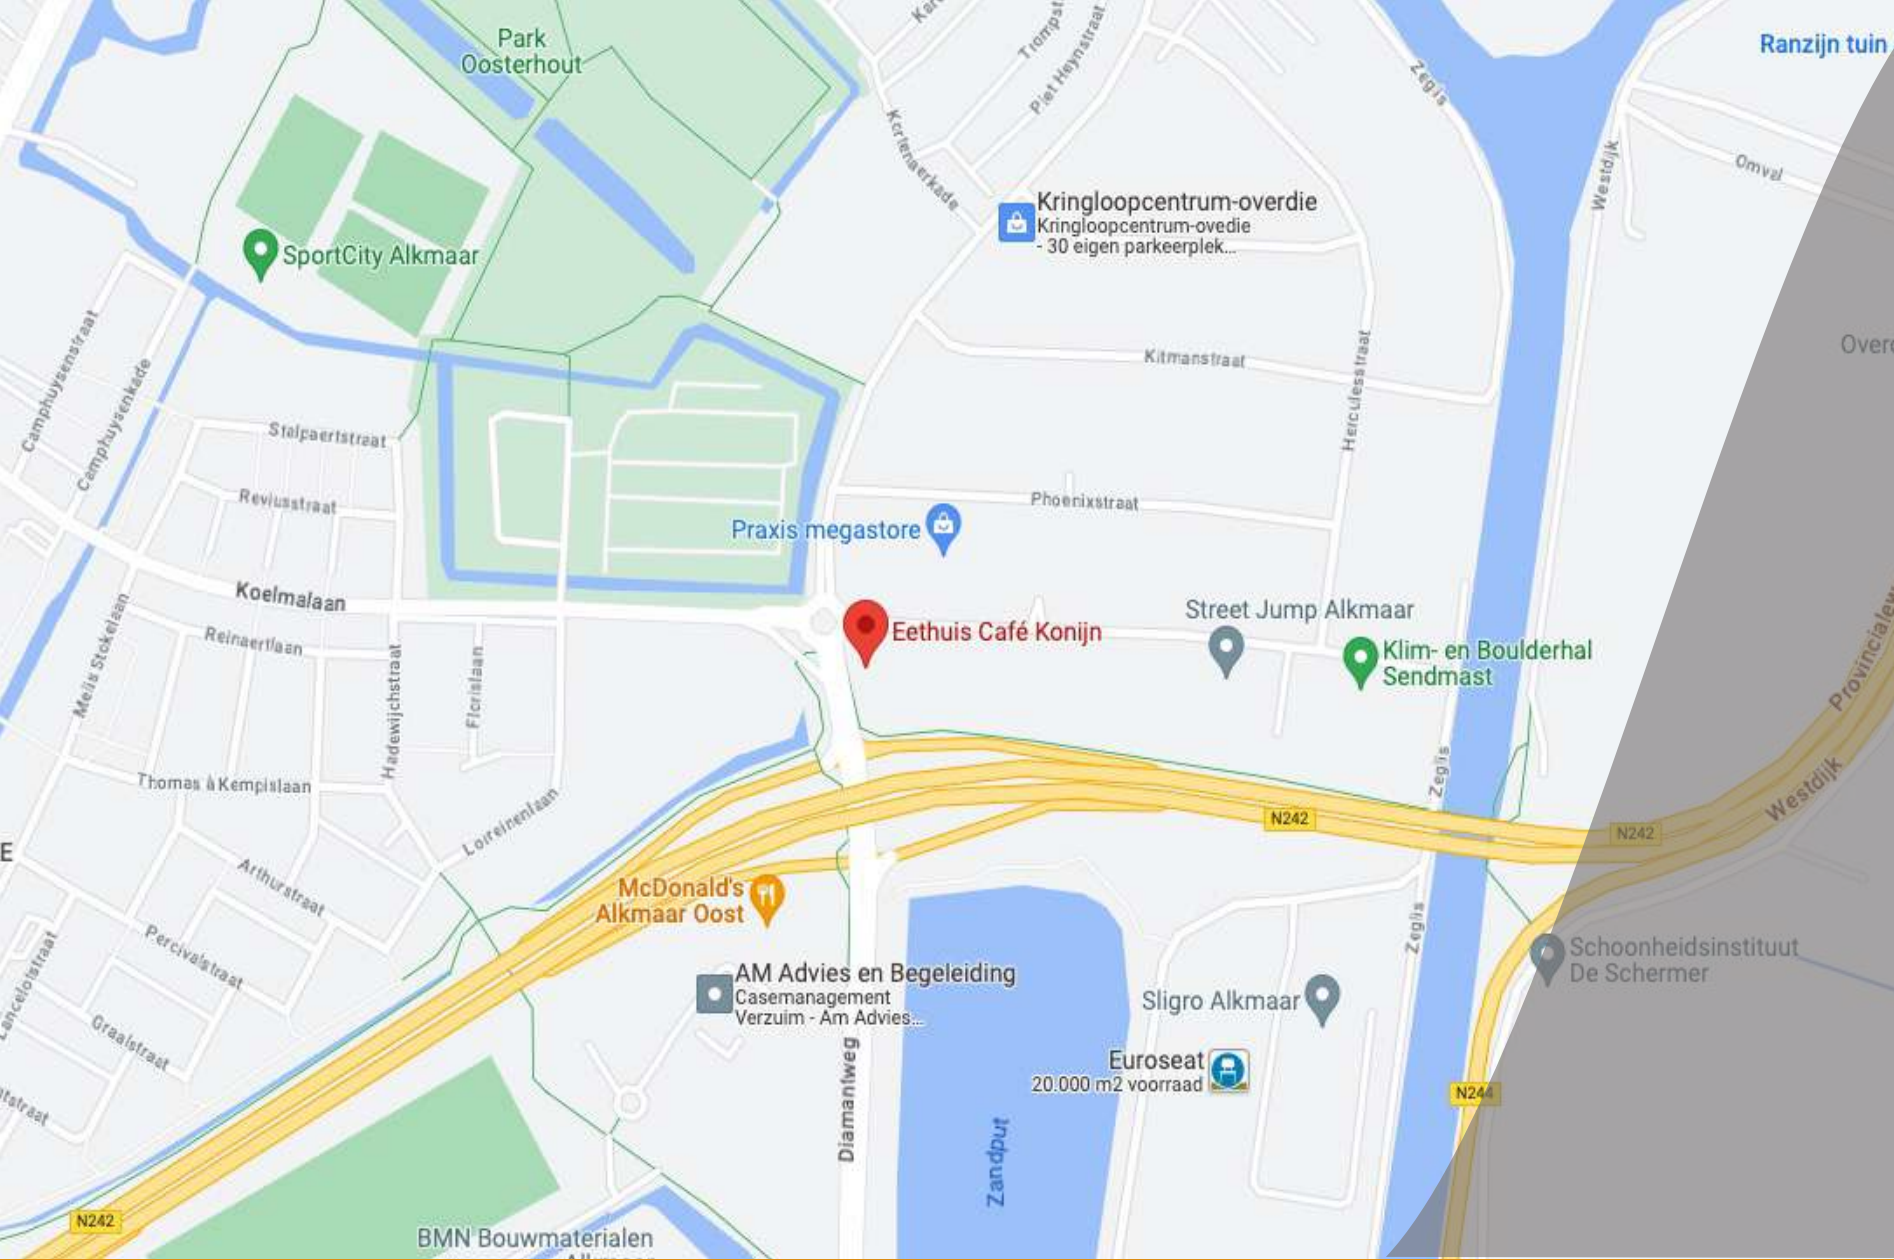 Park
Oosterhout
Ranzijn tuin
Zeglis
Piet Heynstraat
Kortenaerkade
Westdijk
Omval
Kringloopcentrum-overdie
Kringloopcentrum-ovedie
- 30 eigen parkeerplek...
SportCity Alkmaar
Camphuysenstraat
Camphuysenkade
Kitmanstraat
Herculesstraat
Stalpaertstraat
Reviusstraat
Phoenixstraat
Praxis megastore
Koelmalaan
Reinaertlaan
Melis Stokelaan
Hadewijchstraat
Florislaan
Eethuis Café Konijn
Street Jump Alkmaar
Klim- en Boulderhal
Sendmast
Zeglis
Westdijk
Thomas à Kempislaan
Loireinenlaan
N242
N242
E
Arthurstraat
McDonald's
Alkmaar Oost
Zeglis
Percivalstraat
Lancelotstraat
Graalstraat
AM Advies en Begeleiding
Casemanagement
Verzuim - Am Advies...
Schoonheidsinstituut
De Schermer
Sligro Alkmaar
Euroseat
20.000 m2 voorraad
N244
Diamantweg
Zandput
N242
BMN Bouwmaterialen